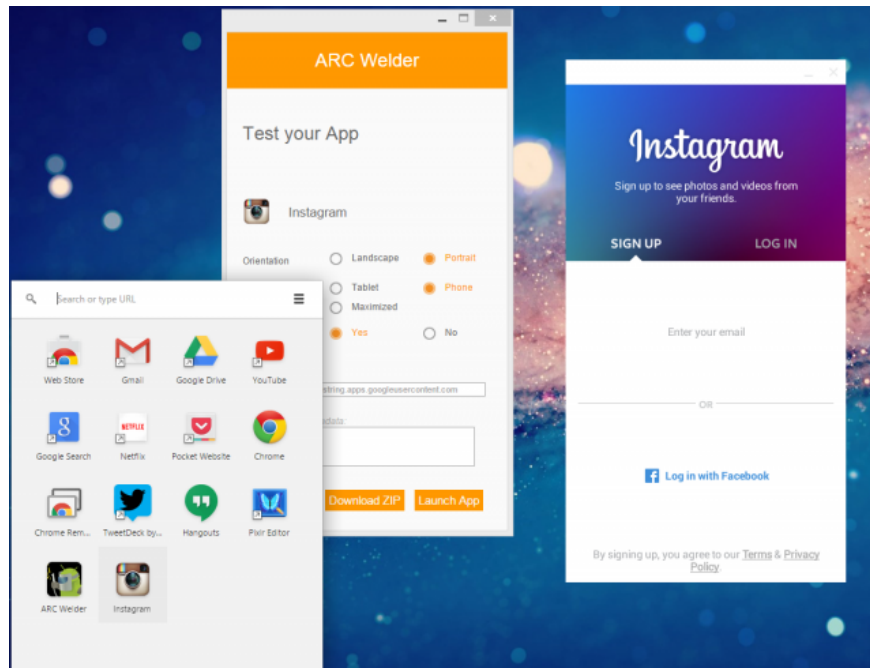 ARC Welder
Test your App
Instagram
Orientation
Landscape
Portrait
Tablet
Phone
Maximized
Yes
No
string.apps.googleusercontent.com
adata:
Download ZIP
Launch App
Search or type URL
Web Store
Gmail
Google Drive
YouTube
Google Search
NETFLIX
Netflix
Pocket Website
Chrome
Chrome Rem...
TweetDeck by...
Hangouts
Pixlr Editor
ARC Welder
Instagram
Instagram
Sign up to see photos and videos from
your friends.
SIGN UP
LOG IN
Enter your email
OR
Log in with Facebook
By signing up, you agree to our Terms & Privacy
Policy.